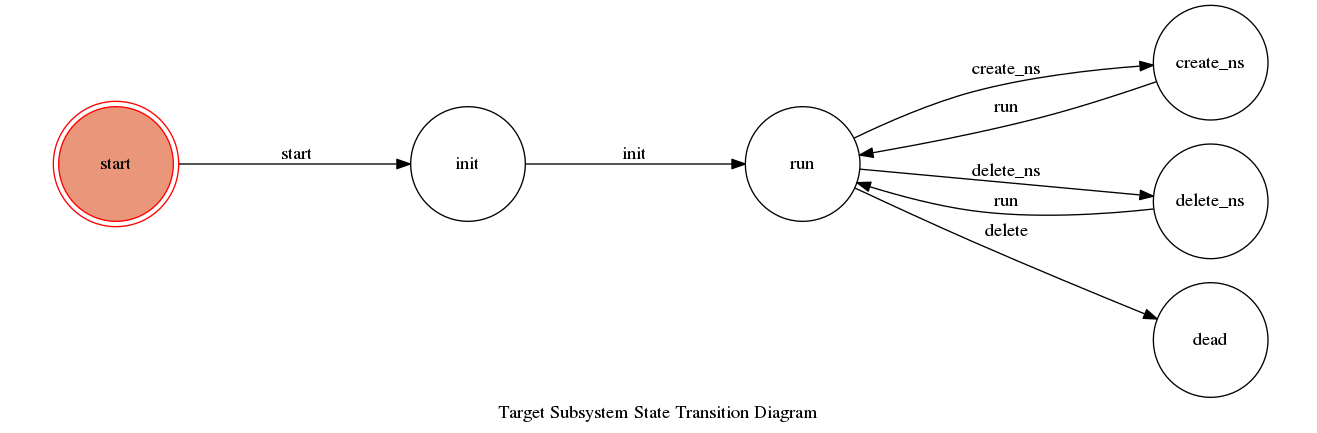 start
start
init
init
run
create_ns
run
create_ns
delete_ns
run
delete_ns
delete
dead
Target Subsystem State Transition Diagram